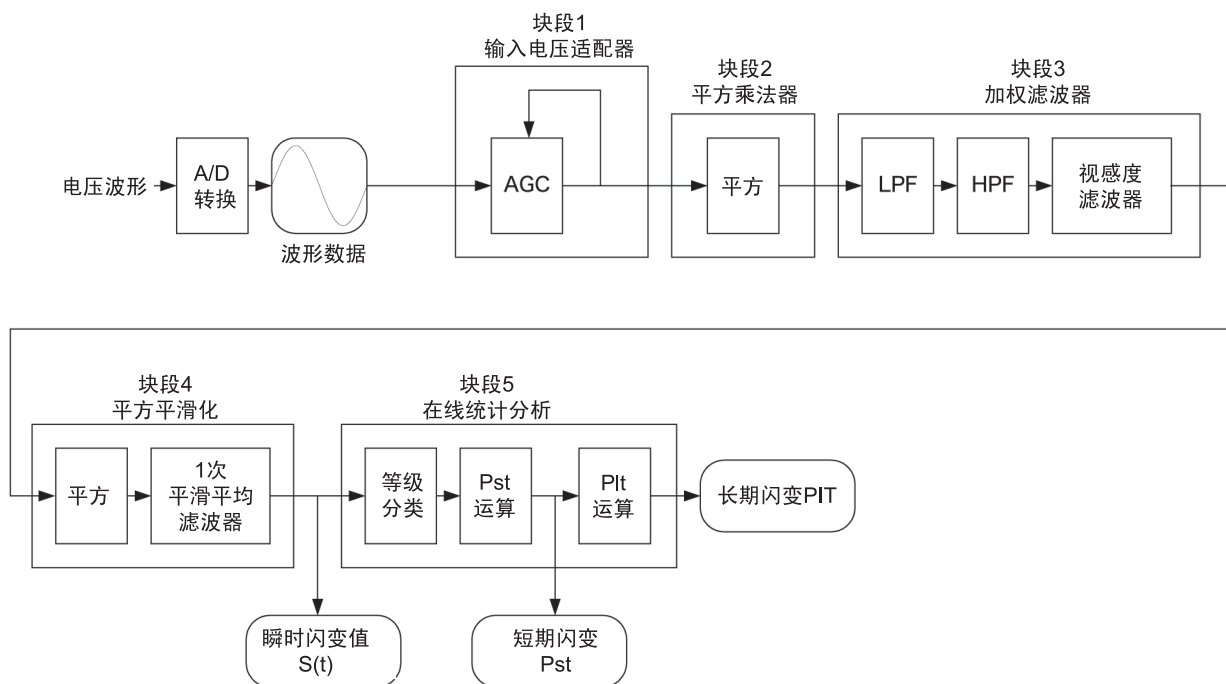 块段1
输入电压适配器
块段2
平方乘法器
块段3
加权滤波器
电压波形
A/D
转换
波形数据
AGC
平方
LPF
HPF
视感度
滤波器
块段4
平方平滑化
块段5
在线统计分析
平方
1次
平滑平均
滤波器
等级
分类
Pst
运算
Plt
运算
长期闪变PIT
瞬时闪变值
S(t)
短期闪变
Pst